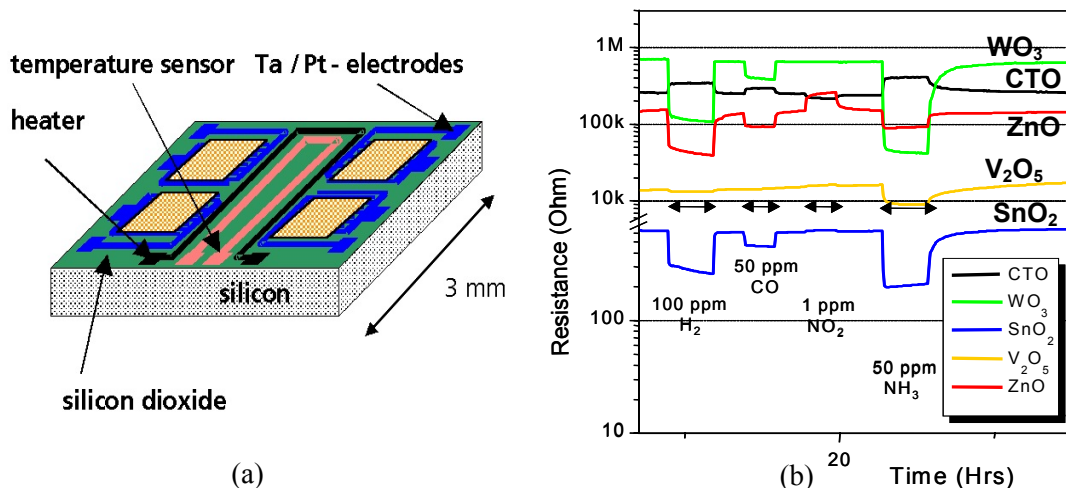 temperature sensor Ta / Pt - electrodes
heater
silicon
3 mm
silicon dioxide
(a)
Resistance (Ohm)
1M
100k
10k
100
10
WO3
CTO
ZnO
V2O5
SnO2
100 ppm
H2
50 ppm
CO
1 ppm
NO2
50 ppm
NH3
CTO
WO3
SnO2
V2O5
ZnO
20
Time (Hrs)
(b)